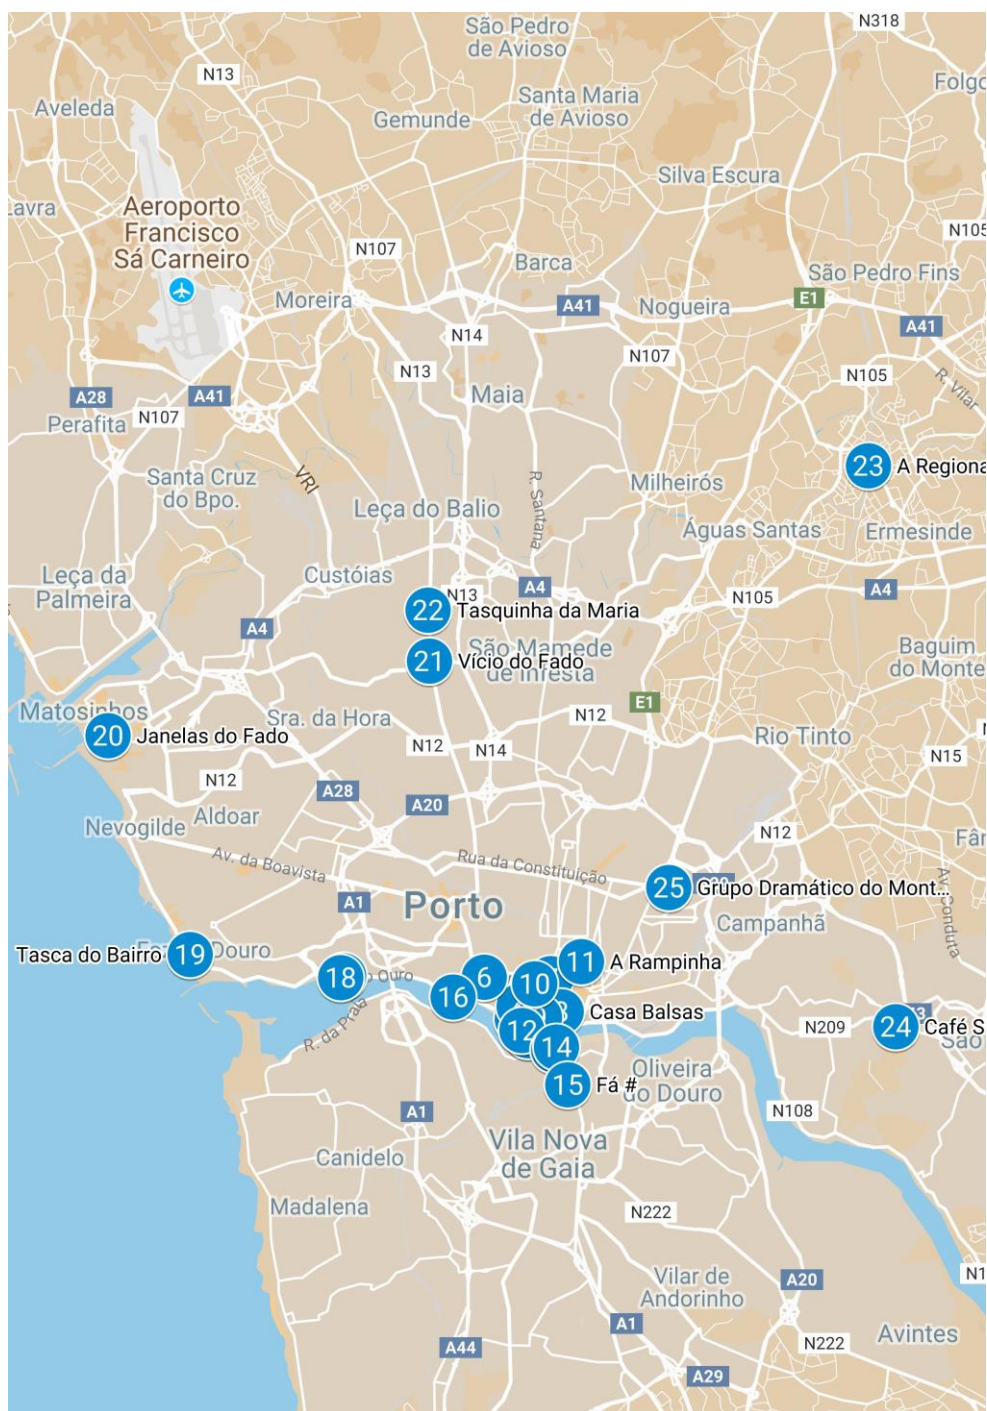 N318
São Pedro
de Avioso
N13
Folgo
Aveleda
Santa Maria
de Avioso
Gemunde
Silva Escura
Lavra
Aeroporto
Francisco
Sá Carneiro
N107
N105
Barca
São Pedro Fins
Moreira
E1
A41
Nogueira
A41
N14
N107
N13
N105
R. Vilar
A28
A41
Maia
N107
Perafita
23
A Regiona
Santa Cruz
do Bpo.
VRI
R. Santana
Milheirós
Leça do Balio
Águas Santas
Ermesinde
Leça da
Palmeira
Custóias
A4
A4
N13
N105
22
Tasquinha da Maria
A4
São Mamede
de Infesta
21
Vício do Fado
Baguim
do Monte
E1
Matosinhos
20
Janelas do Fado
Sra. da Hora
N12
N12
N14
Rio Tinto
N15
N12
A28
A20
Aldoar
Nevogilde
N12
Av. da Boavista
Rua da Constituição
25
Grupo Dramático do Mont...
Av. Conduta
A1
Porto
Campanhã
Tasca do Bairro
19
Douro
18
Ouro
6
10
11
A Rampinha
16
R. da Praia
Casa Balsas
12
14
N209
24
Café S
São
15
Fá #
Oliveira
do Douro
A1
N108
Vila Nova
de Gaia
Canidelo
Madalena
N222
N1
Vilar de
Andorinho
A20
A1
N222
Avintes
A44
A29